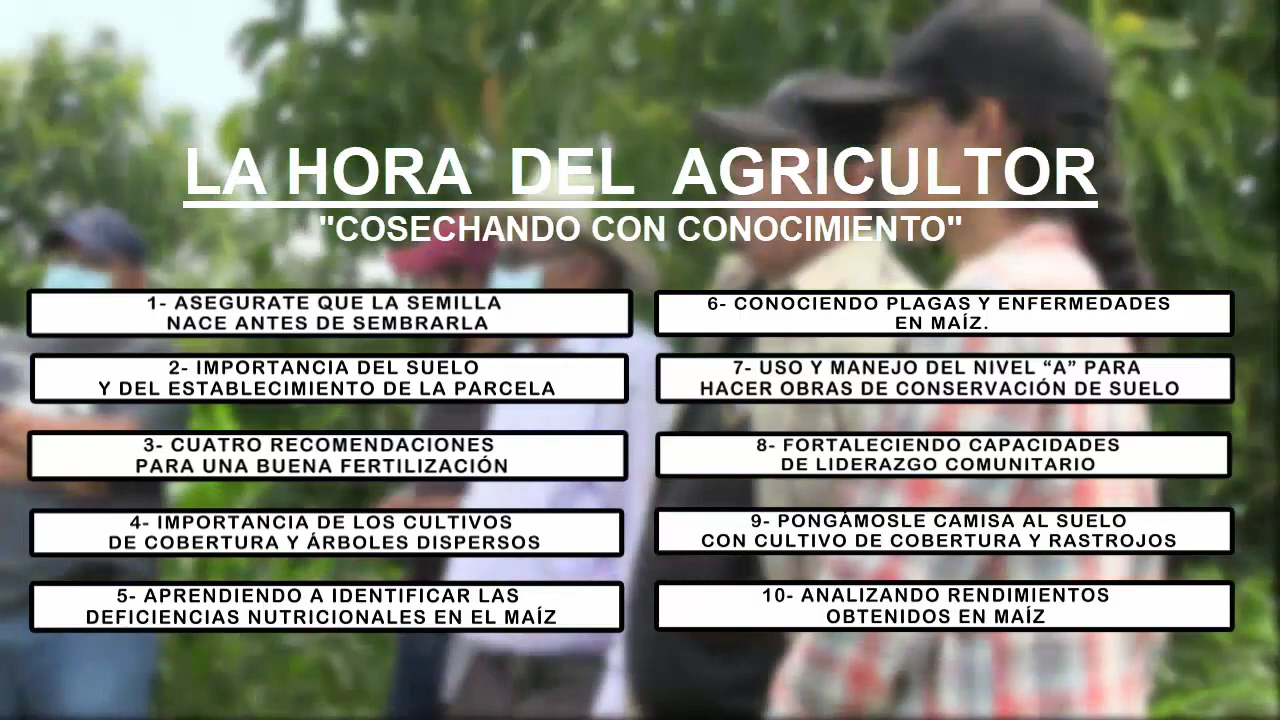 LA HORA DEL AGRICULTOR
"COSECHANDO CON CONOCIMIENTO"
1- ASEGURATE QUE LA SEMILLA
NACE ANTES DE SEMBRARLA
2- IMPORTANCIA DEL SUELO
Y DEL ESTABLECIMIENTO DE LA PARCELA
3- CUATRO RECOMENDACIONES
PARA UNA BUENA FERTILIZACIÓN
4- IMPORTANCIA DE LOS CULTIVOS
DE COBERTURA Y ÁRBOLES DISPERSOS
5- APRENDIENDO A IDENTIFICAR LAS
DEFICIENCIAS NUTRICIONALES EN EL MAÍZ
6- CONOCIENDO PLAGAS Y ENFERMEDADES
EN MAÍZ.
7- USO Y MANEJO DEL NIVEL “A” PARA
HACER OBRAS DE CONSERVACIÓN DE SUELO
8- FORTALECIENDO CAPACIDADES
DE LIDERAZGO COMUNITARIO
9- PONGÁMOSLE CAMISA AL SUELO
CON CULTIVO DE COBERTURA Y RASTROJOS
10- ANALIZANDO RENDIMIENTOS
OBTENIDOS EN MAÍZ